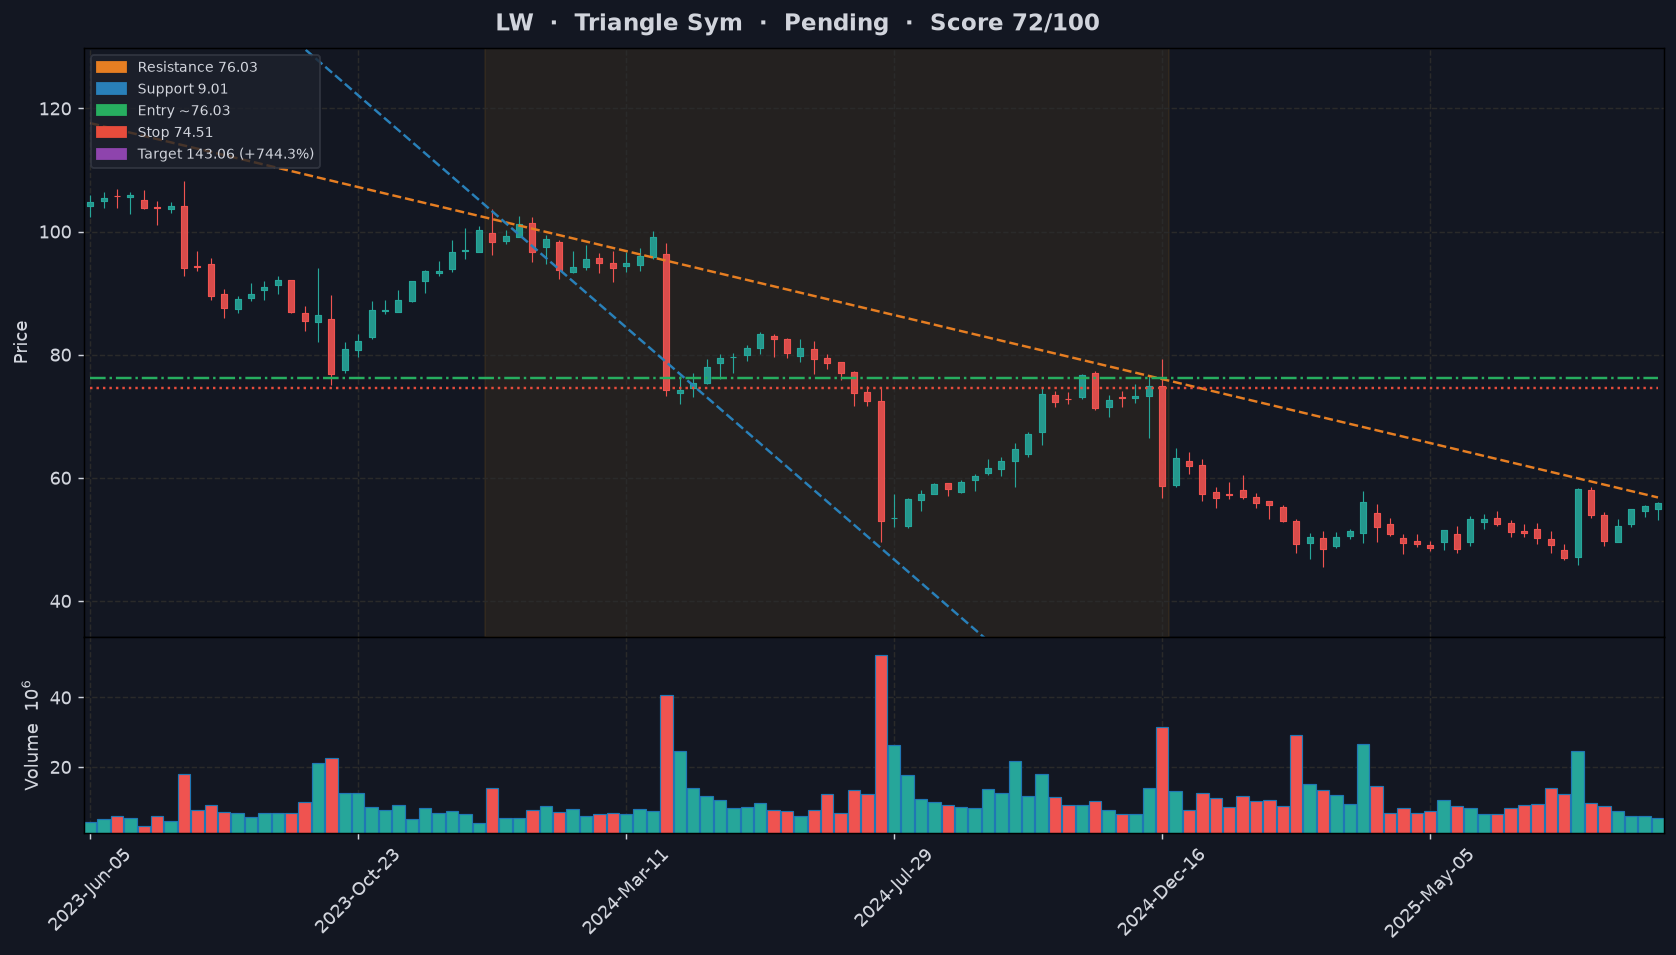 LW · Triangle Sym · Pending · Score 72/100
Resistance 76.03
Support 9.01
Entry ~76.03
Stop 74.51
Target 143.06 (+744.3%)
Price
120
100
80
60
40
Volume 10⁶
40
20
2023-Jun-05
2023-Oct-23
2024-Mar-11
2024-Jul-29
2024-Dec-16
2025-May-05